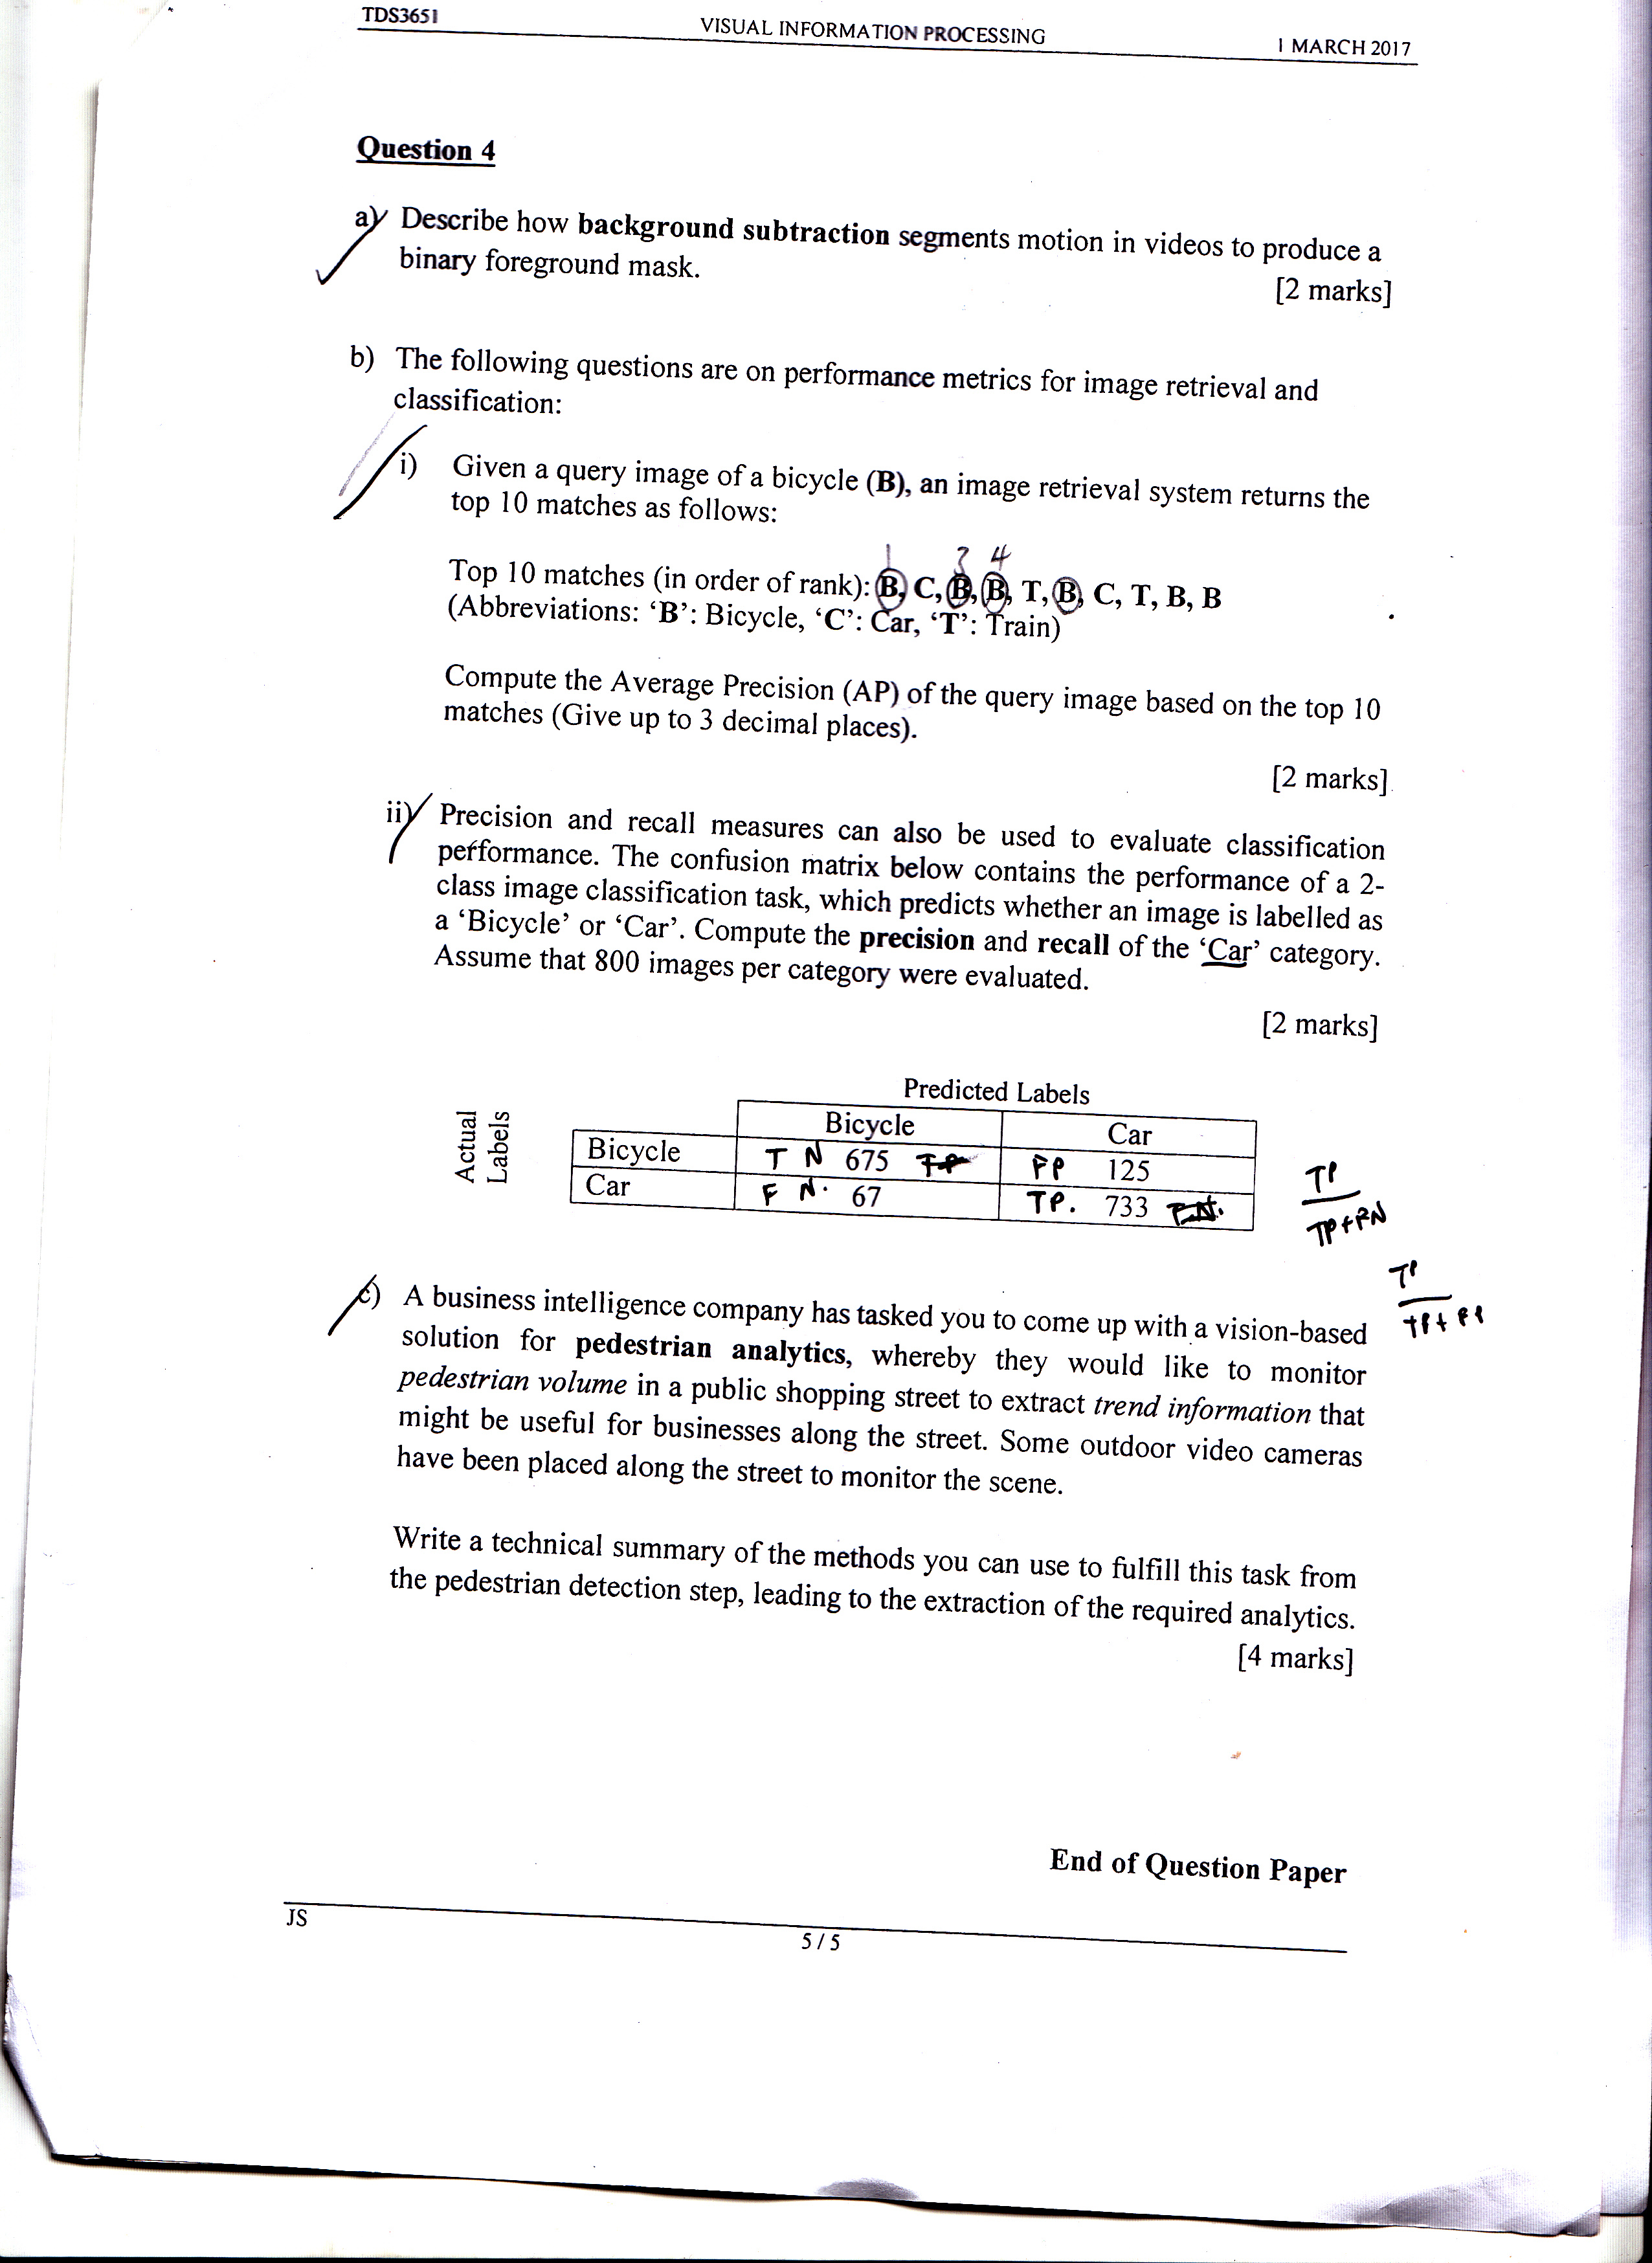 TDS3651 VISUAL INFORMATION PROCESSING 1 MARCH 2017
Question 4
a) Describe how background subtraction segments motion in videos to produce a
binary foreground mask.
[2 marks]
b) The following questions are on performance metrics for image retrieval and
classification:
i) Given a query image of a bicycle (B), an image retrieval system returns the
top 10 matches as follows:
1 3 4
Top 10 matches (in order of rank): B, C, B, B, T, B, C, T, B, B
(Abbreviations: ‘B’: Bicycle, ‘C’: Car, ‘T’: Train)
Compute the Average Precision (AP) of the query image based on the top 10
matches (Give up to 3 decimal places).
[2 marks]
ii) Precision and recall measures can also be used to evaluate classification
performance. The confusion matrix below contains the performance of a 2-
class image classification task, which predicts whether an image is labelled as
a ‘Bicycle’ or ‘Car’. Compute the precision and recall of the ‘Car’ category.
Assume that 800 images per category were evaluated.
[2 marks]
Predicted Labels
Actual
Labels
Bicycle Car
Bicycle TN 675 FP 125
Car FN. 67 TP. 733
TP
TP+FN
TP
TP+FP
c) A business intelligence company has tasked you to come up with a vision-based
solution for pedestrian analytics, whereby they would like to monitor
pedestrian volume in a public shopping street to extract trend information that
might be useful for businesses along the street. Some outdoor video cameras
have been placed along the street to monitor the scene.
Write a technical summary of the methods you can use to fulfill this task from
the pedestrian detection step, leading to the extraction of the required analytics.
[4 marks]
End of Question Paper
JS
5 / 5